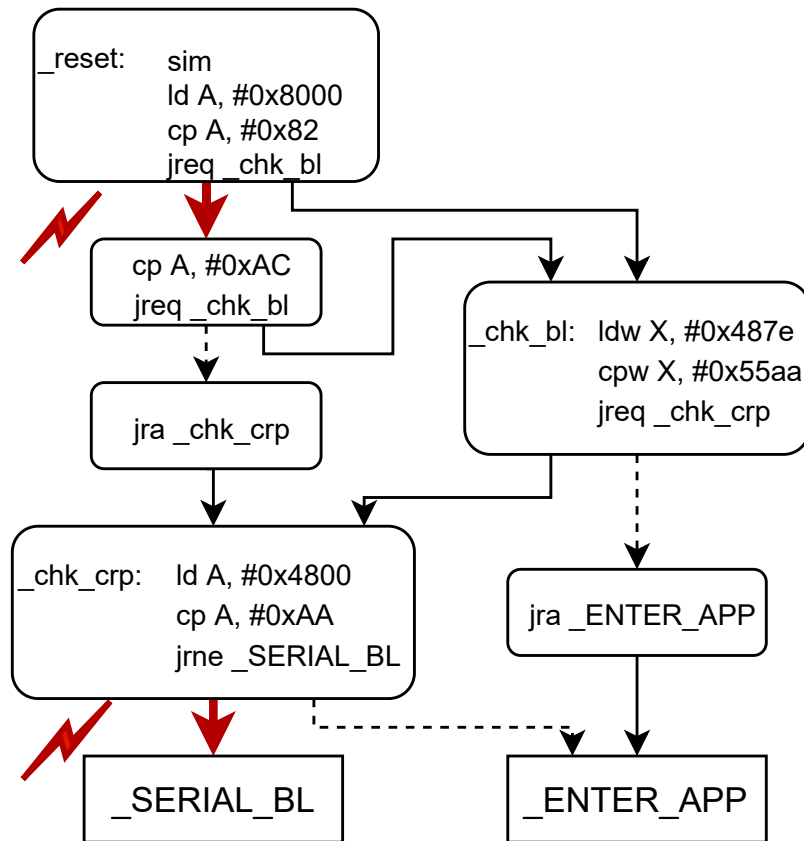 _reset: sim
ld A, #0x8000
cp A, #0x82
jreq _chk_bl
cp A, #0xAC
jreq _chk_bl
_chk_bl: ldw X, #0x487e
cpw X, #0x55aa
jreq _chk_crp
jra _chk_crp
_chk_crp: ld A, #0x4800
cp A, #0xAA
jrne _SERIAL_BL
jra _ENTER_APP
_SERIAL_BL
_ENTER_APP